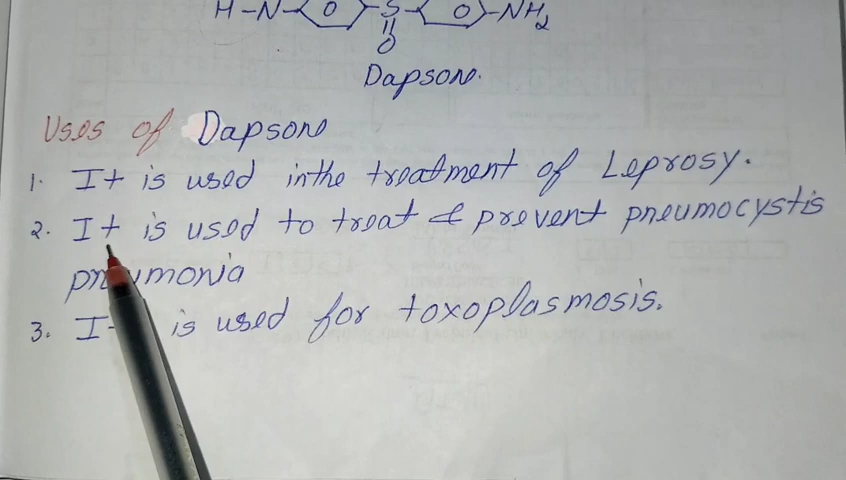 H-N- O -S- O -NH2
O
Dapsone.
Uses of Dapsone
1. It is used in the treatment of Leprosy.
2. It is used to treat & prevent pneumocystis
pneumonia
3. It is used for toxoplasmosis.